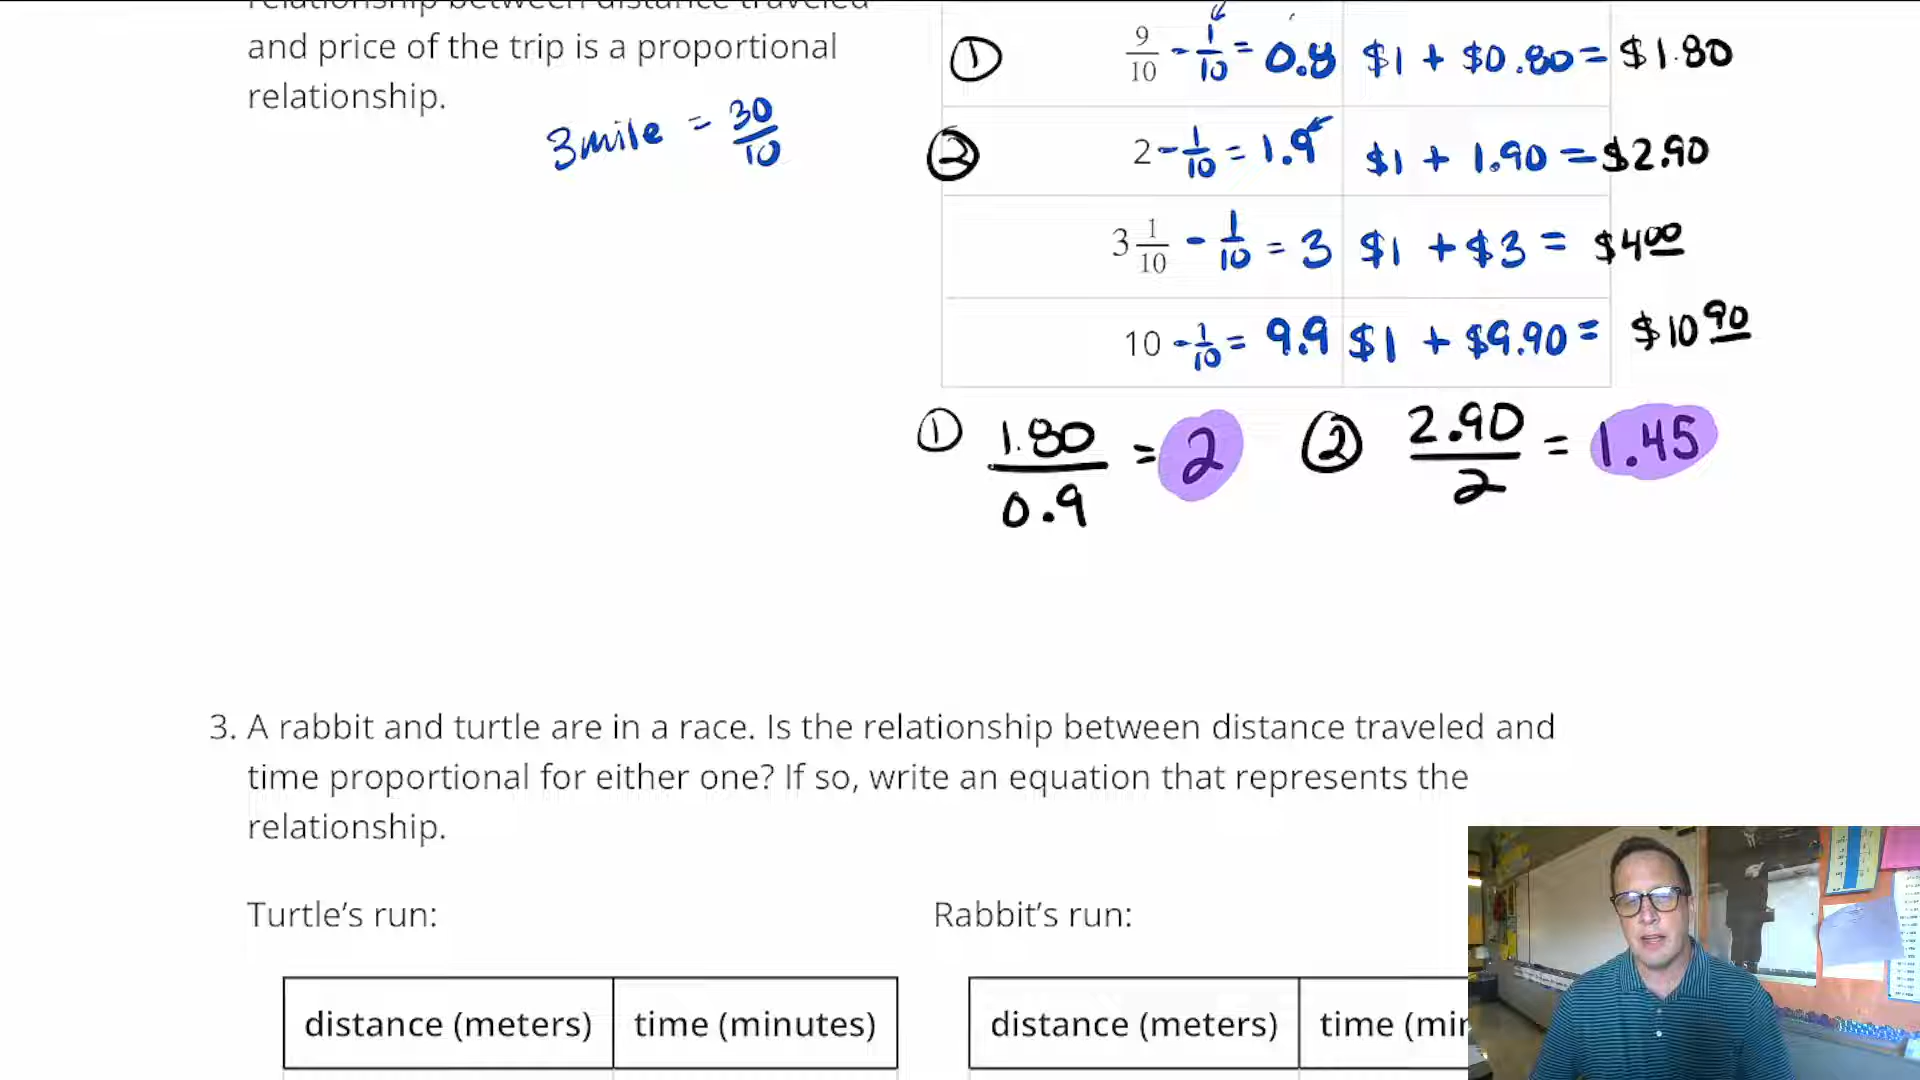 relationship between distance traveled
and price of the trip is a proportional
relationship.
3mile = 30/10
① 9/10 - 1/10 = 0.8 $1 + $0.80 = $1.80
② 2 - 1/10 = 1.9 $1 + 1.90 = $2.90
3 1/10 - 1/10 = 3 $1 + $3 = $4.00
10 - 1/10 = 9.9 $1 + $9.90 = $10.90
① 1.80/0.9 = 2 ② 2.90/2 = 1.45
3. A rabbit and turtle are in a race. Is the relationship between distance traveled and
time proportional for either one? If so, write an equation that represents the
relationship.
Turtle’s run: Rabbit’s run:
distance (meters) time (minutes) distance (meters) time (